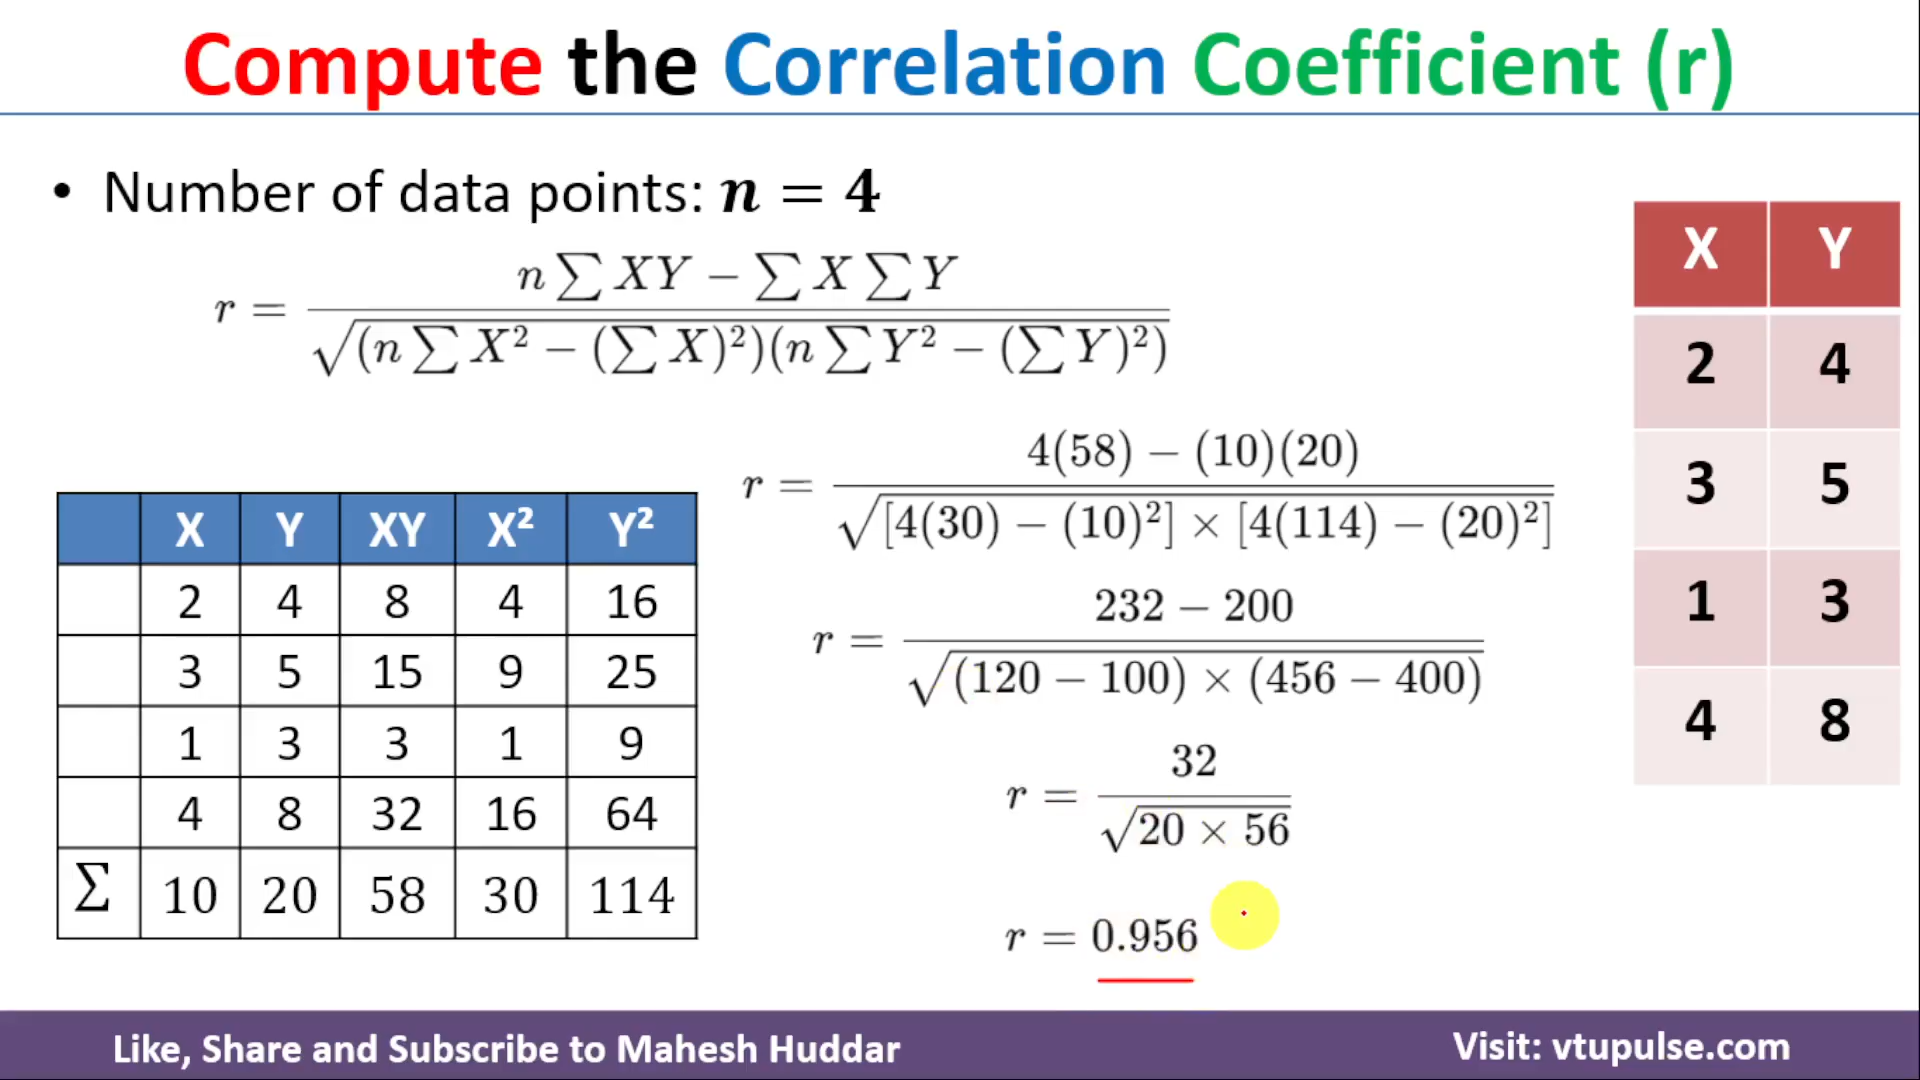 Compute the Correlation Coefficient (r)
• Number of data points: n = 4
r = n ∑ XY − ∑ X ∑ Y / √(n ∑ X² − (∑ X)²)(n ∑ Y² − (∑ Y)²)
X Y
2 4
3 5
1 3
4 8
X Y XY X² Y²
2 4 8 4 16
3 5 15 9 25
1 3 3 1 9
4 8 32 16 64
Σ 10 20 58 30 114
r = 4(58) − (10)(20) / √[4(30) − (10)²] × [4(114) − (20)²]
r = 232 − 200 / √(120 − 100) × (456 − 400)
r = 32 / √20 × 56
r = 0.956
Like, Share and Subscribe to Mahesh Huddar
Visit: vtupulse.com